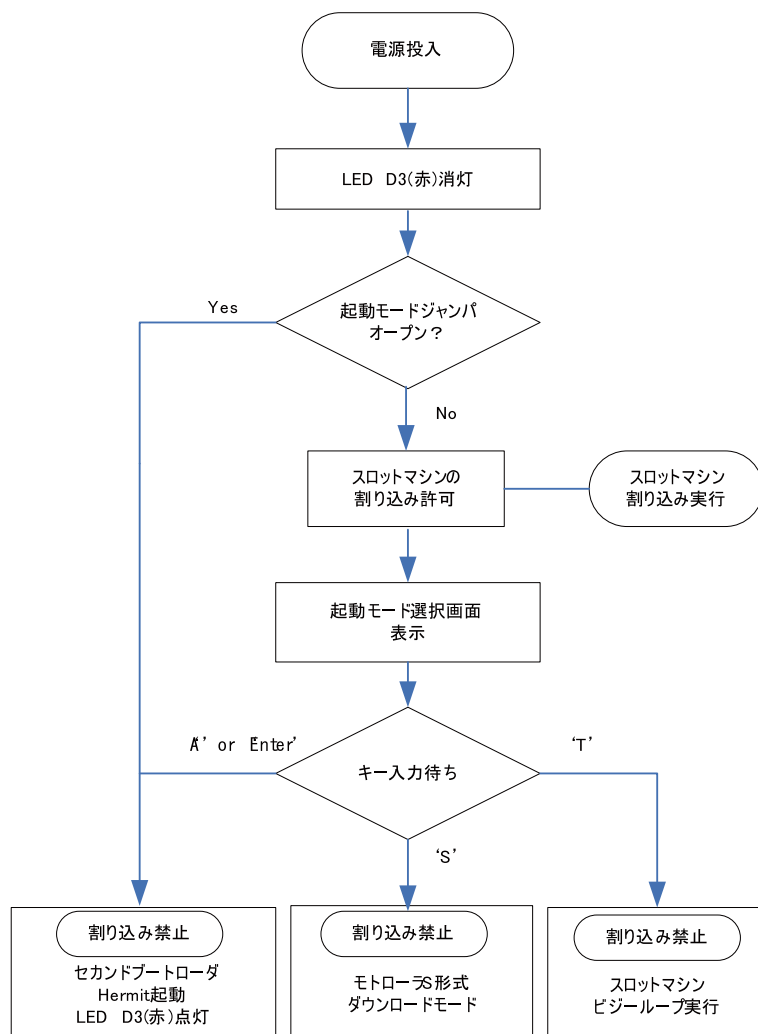 電源投入
LED D3(赤)消灯
起動モードジャンパ
オープン?
Yes
No
スロットマシンの
割り込み許可
スロットマシン
割り込み実行
起動モード選択画面
表示
キー入力待ち
'A' or 'Enter'
'T'
'S'
割り込み禁止
セカンドブートローダ
Hermit起動
LED D3(赤)点灯
割り込み禁止
モトローラS形式
ダウンロードモード
割り込み禁止
スロットマシン
ビジーループ実行